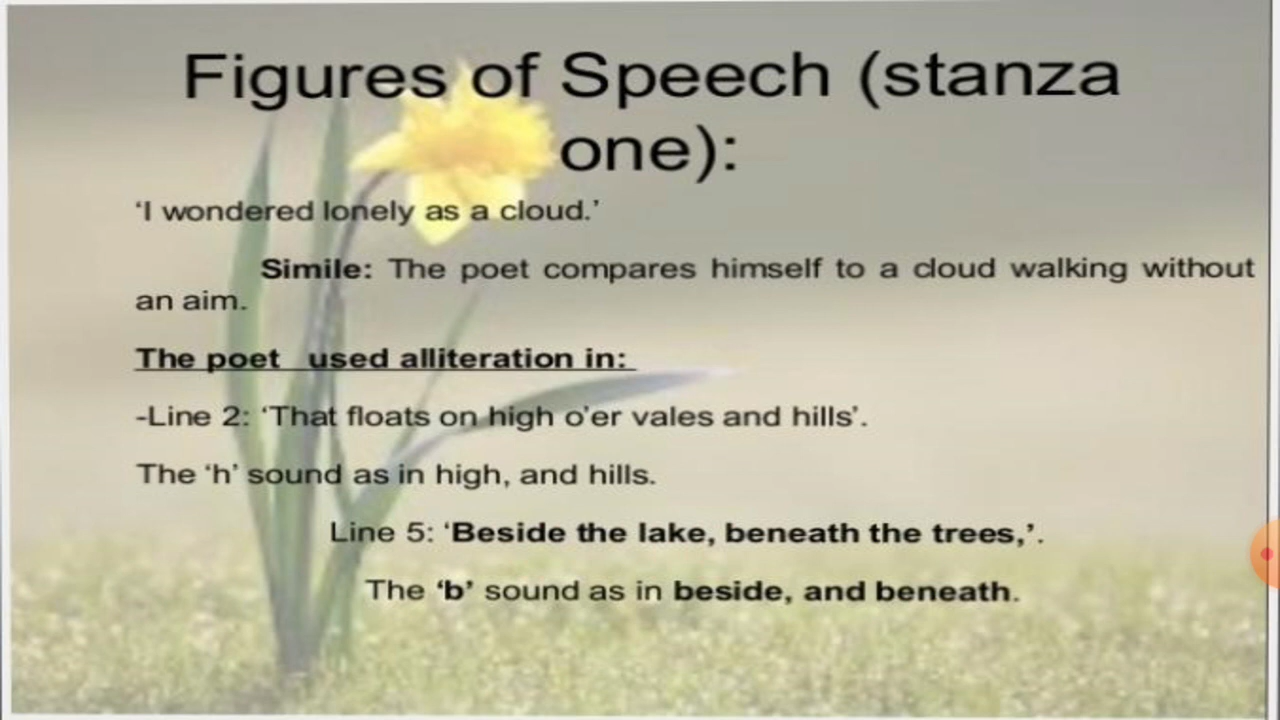 Figures of Speech (stanza
one):
‘I wondered lonely as a cloud.’
Simile: The poet compares himself to a cloud walking without
an aim.
The poet used alliteration in:
-Line 2: ‘That floats on high o’er vales and hills’.
The ‘h’ sound as in high, and hills.
Line 5: ‘Beside the lake, beneath the trees,’.
The ‘b’ sound as in beside, and beneath.